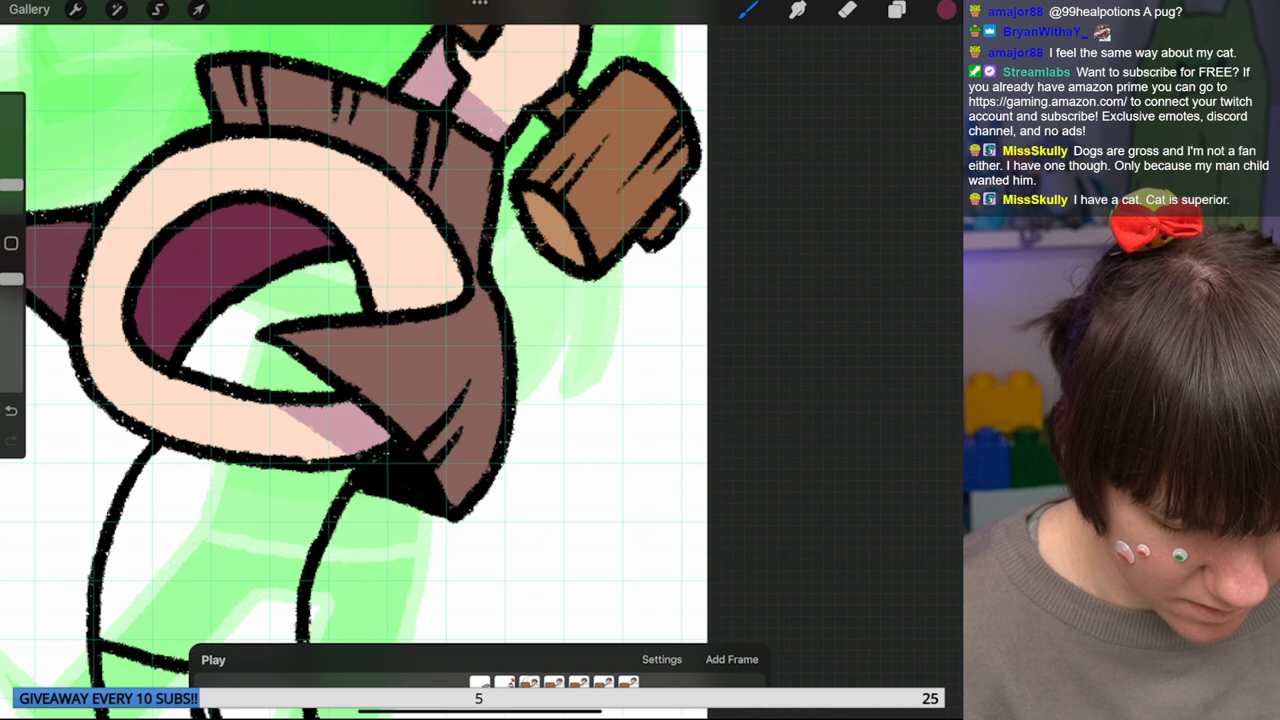 Gallery
amajor88 @99healpotions A pug?
BryanWIthaY_
amajor88 I feel the same way about my cat.
Streamlabs Want to subscribe for FREE? If
you already have amazon prime you can go to
https://gaming.amazon.com/ to connect your twitch
account and subscribe! Exclusive emotes, discord
channel, and no ads!
MissSkully Dogs are gross and I'm not a fan
either. I have one though. Only because my man child
wanted him.
MissSkully I have a cat. Cat is superior.
Play
Settings
Add Frame
GIVEAWAY EVERY 10 SUBS!!
5
25